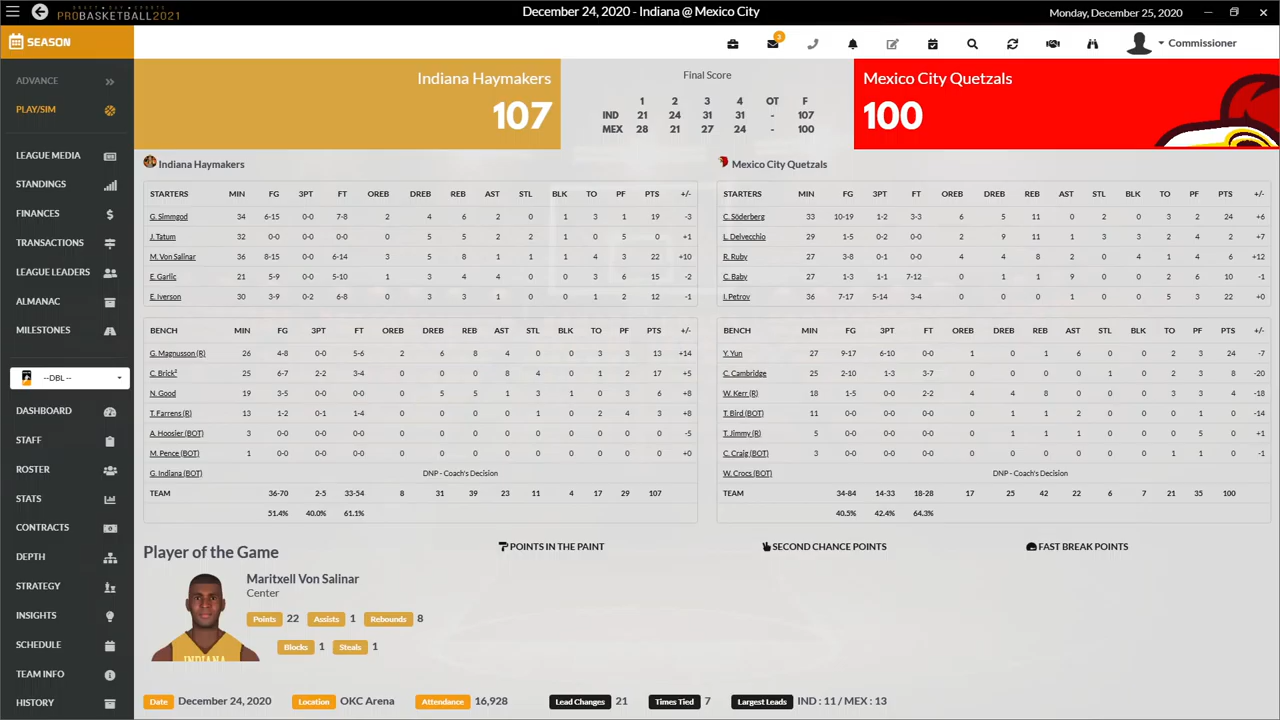 DRAFT DAY SPORTS
PROBASKETBALL2021
December 24, 2020 - Indiana @ Mexico City
Monday, December 25, 2020
SEASON
3
Commissioner
ADVANCE
PLAY/SIM
LEAGUE MEDIA
STANDINGS
FINANCES
TRANSACTIONS
LEAGUE LEADERS
ALMANAC
MILESTONES
--DBL --
DASHBOARD
STAFF
ROSTER
STATS
CONTRACTS
DEPTH
STRATEGY
INSIGHTS
SCHEDULE
TEAM INFO
HISTORY
Indiana Haymakers
107
Final Score
1 2 3 4 OT F
IND 21 24 31 31 - 107
MEX 28 21 27 24 - 100
Mexico City Quetzals
100
Indiana Haymakers
STARTERS MIN FG 3PT FT OREB DREB REB AST STL BLK TO PF PTS +/-
G. Simmgod 34 6-15 0-0 7-8 2 4 6 2 0 1 3 1 19 -3
J. Tatum 32 0-0 0-0 0-0 0 5 5 2 2 1 0 5 0 +1
M. Von Salinar 36 8-15 0-0 6-14 3 5 8 1 1 1 4 3 22 +10
E. Garlic 21 5-9 0-0 5-10 1 3 4 4 0 0 3 6 15 -2
E. Iverson 30 3-9 0-2 6-8 0 3 3 1 0 0 1 2 12 -1
BENCH MIN FG 3PT FT OREB DREB REB AST STL BLK TO PF PTS +/-
G. Magnusson (R) 26 4-8 0-0 5-6 2 6 8 4 0 0 3 3 13 +14
C. Brick² 25 6-7 2-2 3-4 0 0 0 8 4 0 1 2 17 +5
N. Good 19 3-5 0-0 0-0 0 5 5 1 3 1 0 3 6 +8
T. Farrens (R) 13 1-2 0-1 1-4 0 0 0 0 1 0 2 4 3 +8
A. Hoosier (BOT) 3 0-0 0-0 0-0 0 0 0 0 0 0 0 0 0 -5
M. Pence (BOT) 1 0-0 0-0 0-0 0 0 0 0 0 0 0 0 0 +0
G. Indiana (BOT) DNP - Coach's Decision
TEAM 36-70 2-5 33-54 8 31 39 23 11 4 17 29 107
51.4% 40.0% 61.1%
Mexico City Quetzals
STARTERS MIN FG 3PT FT OREB DREB REB AST STL BLK TO PF PTS +/-
C. Söderberg 33 10-19 1-2 3-3 6 5 11 0 2 0 3 2 24 +6
L. Delvecchio 29 1-5 0-2 0-0 2 9 11 1 3 3 2 4 2 +7
R. Ruby 27 3-8 0-1 0-0 4 4 8 2 0 4 1 4 6 +12
C. Baby 27 1-3 1-1 7-12 0 1 1 9 0 0 2 6 10 -1
I. Petrov 36 7-17 5-14 3-4 0 0 0 1 0 0 5 3 22 +0
BENCH MIN FG 3PT FT OREB DREB REB AST STL BLK TO PF PTS +/-
Y. Yun 27 9-17 6-10 0-0 1 0 1 6 0 0 2 2 24 -7
C. Cambridge 25 2-10 1-3 3-7 0 0 0 0 1 0 2 3 8 -20
W. Kerr (R) 18 1-5 0-0 2-2 4 4 8 0 0 0 3 3 4 -18
T. Bird (BOT) 11 0-0 0-0 0-0 0 1 1 2 0 0 0 2 0 -14
T. Jimmy (R) 5 0-0 0-0 0-0 0 1 1 1 0 0 0 5 0 +1
C. Craig (BOT) 3 0-0 0-0 0-0 0 0 0 0 0 0 1 1 0 -1
W. Crocs (BOT) DNP - Coach's Decision
TEAM 34-84 14-33 18-28 17 25 42 22 6 7 21 35 100
40.5% 42.4% 64.3%
Player of the Game
POINTS IN THE PAINT
SECOND CHANCE POINTS
FAST BREAK POINTS
Maritxell Von Salinar
Center
Points 22 Assists 1 Rebounds 8
Blocks 1 Steals 1
INDIANA
Date December 24, 2020 Location OKC Arena Attendance 16,928 Lead Changes 21 Times Tied 7 Largest Leads IND : 11 / MEX : 13